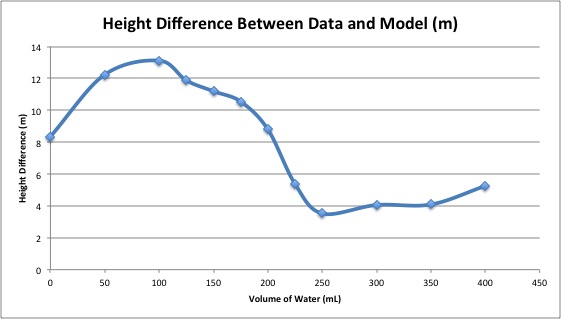 Height Difference Between Data and Model (m)
14
12
10
8
6
4
2
0
Height Difference (m)
0 50 100 150 200 250 300 350 400 450
Volume of Water (mL)